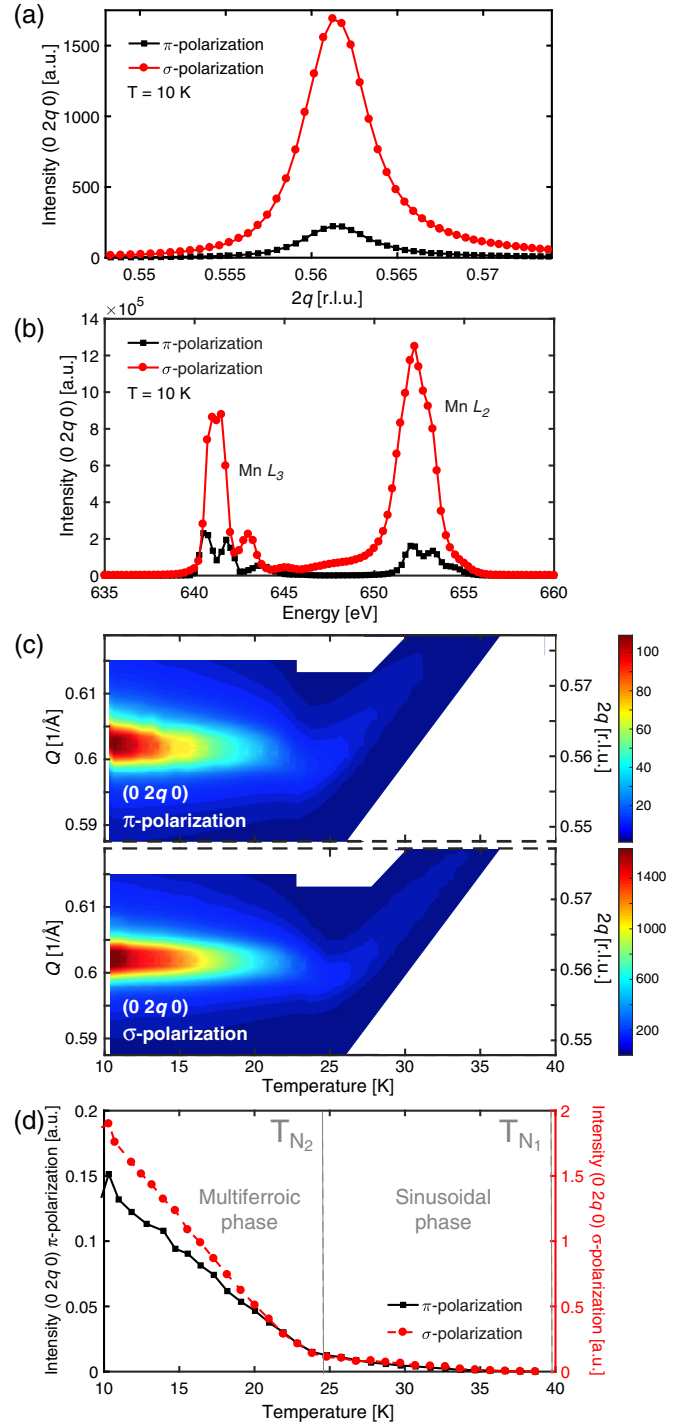 (a)
1500
1000
500
0
Intensity (0 2q 0) [a.u.]
π-polarization
σ-polarization
T = 10 K
0.55
0.555
0.56
0.565
0.57
2q [r.l.u.]
(b)
×10⁵
14
12
10
8
6
4
2
0
Intensity (0 2q 0) [a.u.]
π-polarization
σ-polarization
T = 10 K
Mn L₃
Mn L₂
635
640
645
650
655
660
Energy [eV]
(c)
0.61
0.6
0.59
Q [1/Å]
(0 2q 0)
π-polarization
0.57
0.56
0.55
2q [r.l.u.]
100
80
60
40
20
0.61
0.6
0.59
Q [1/Å]
(0 2q 0)
σ-polarization
0.57
0.56
0.55
2q [r.l.u.]
1400
1000
600
200
10
15
20
25
30
35
40
Temperature [K]
(d)
0.2
0.15
0.1
0.05
0
Intensity (0 2q 0) π-polarization [a.u.]
T_N₂
T_N₁
Multiferroic
phase
Sinusoidal
phase
π-polarization
σ-polarization
2
1.5
1
0.5
0
Intensity (0 2q 0) σ-polarization [a.u.]
10
15
20
25
30
35
40
Temperature [K]